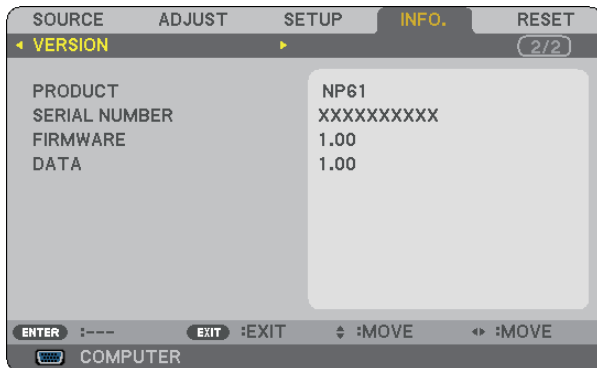 SOURCE ADJUST SETUP INFO. RESET
VERSION 2/2
PRODUCT NP61
SERIAL NUMBER XXXXXXXXXX
FIRMWARE 1.00
DATA 1.00
ENTER :--- EXIT :EXIT :MOVE :MOVE
COMPUTER